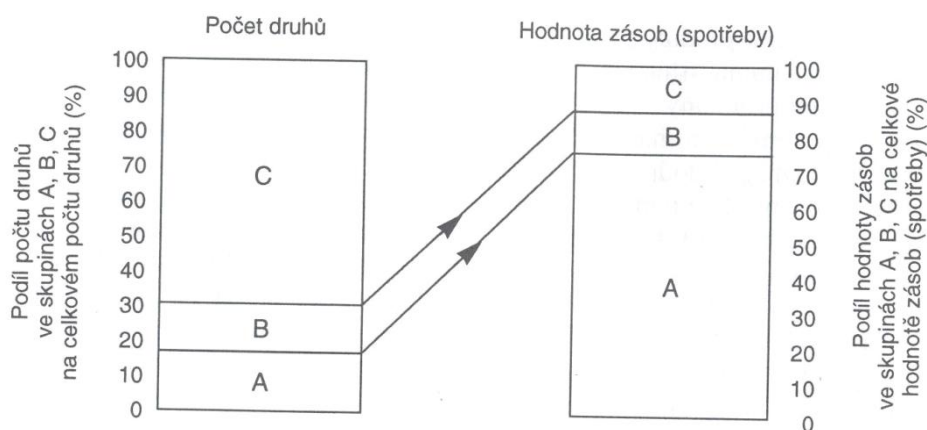 Počet druhů
Hodnota zásob (spotřeby)
Podíl počtu druhů
ve skupinách A, B, C
na celkovém počtu druhů (%)
100
90
80
70
60
50
40
30
20
10
0
C
B
A
C
B
A
100
90
80
70
60
50
40
30
20
10
0
Podíl hodnoty zásob
ve skupinách A, B, C na celkové
hodnotě zásob (spotřeby) (%)